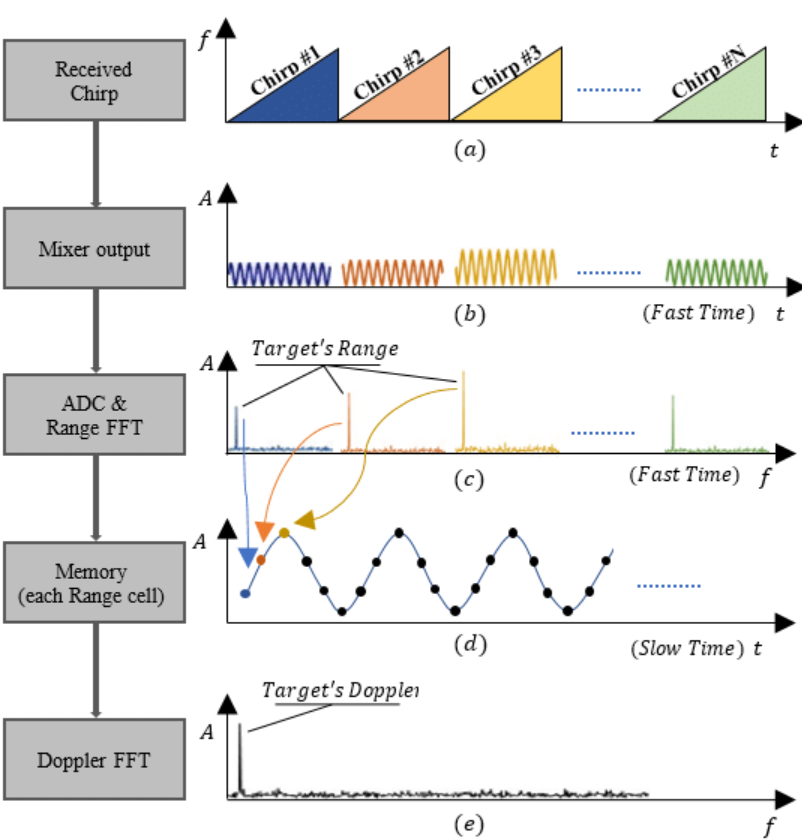 Received
Chirp
f
Chirp #1
Chirp #2
Chirp #3
Chirp #N
(a)
t
Mixer output
A
(b)
(Fast Time) t
Target's Range
ADC &
Range FFT
A
(c)
(Fast Time) f
Memory
(each Range cell)
A
(d)
(Slow Time) t
Target's Doppler
Doppler FFT
A
(e)
f